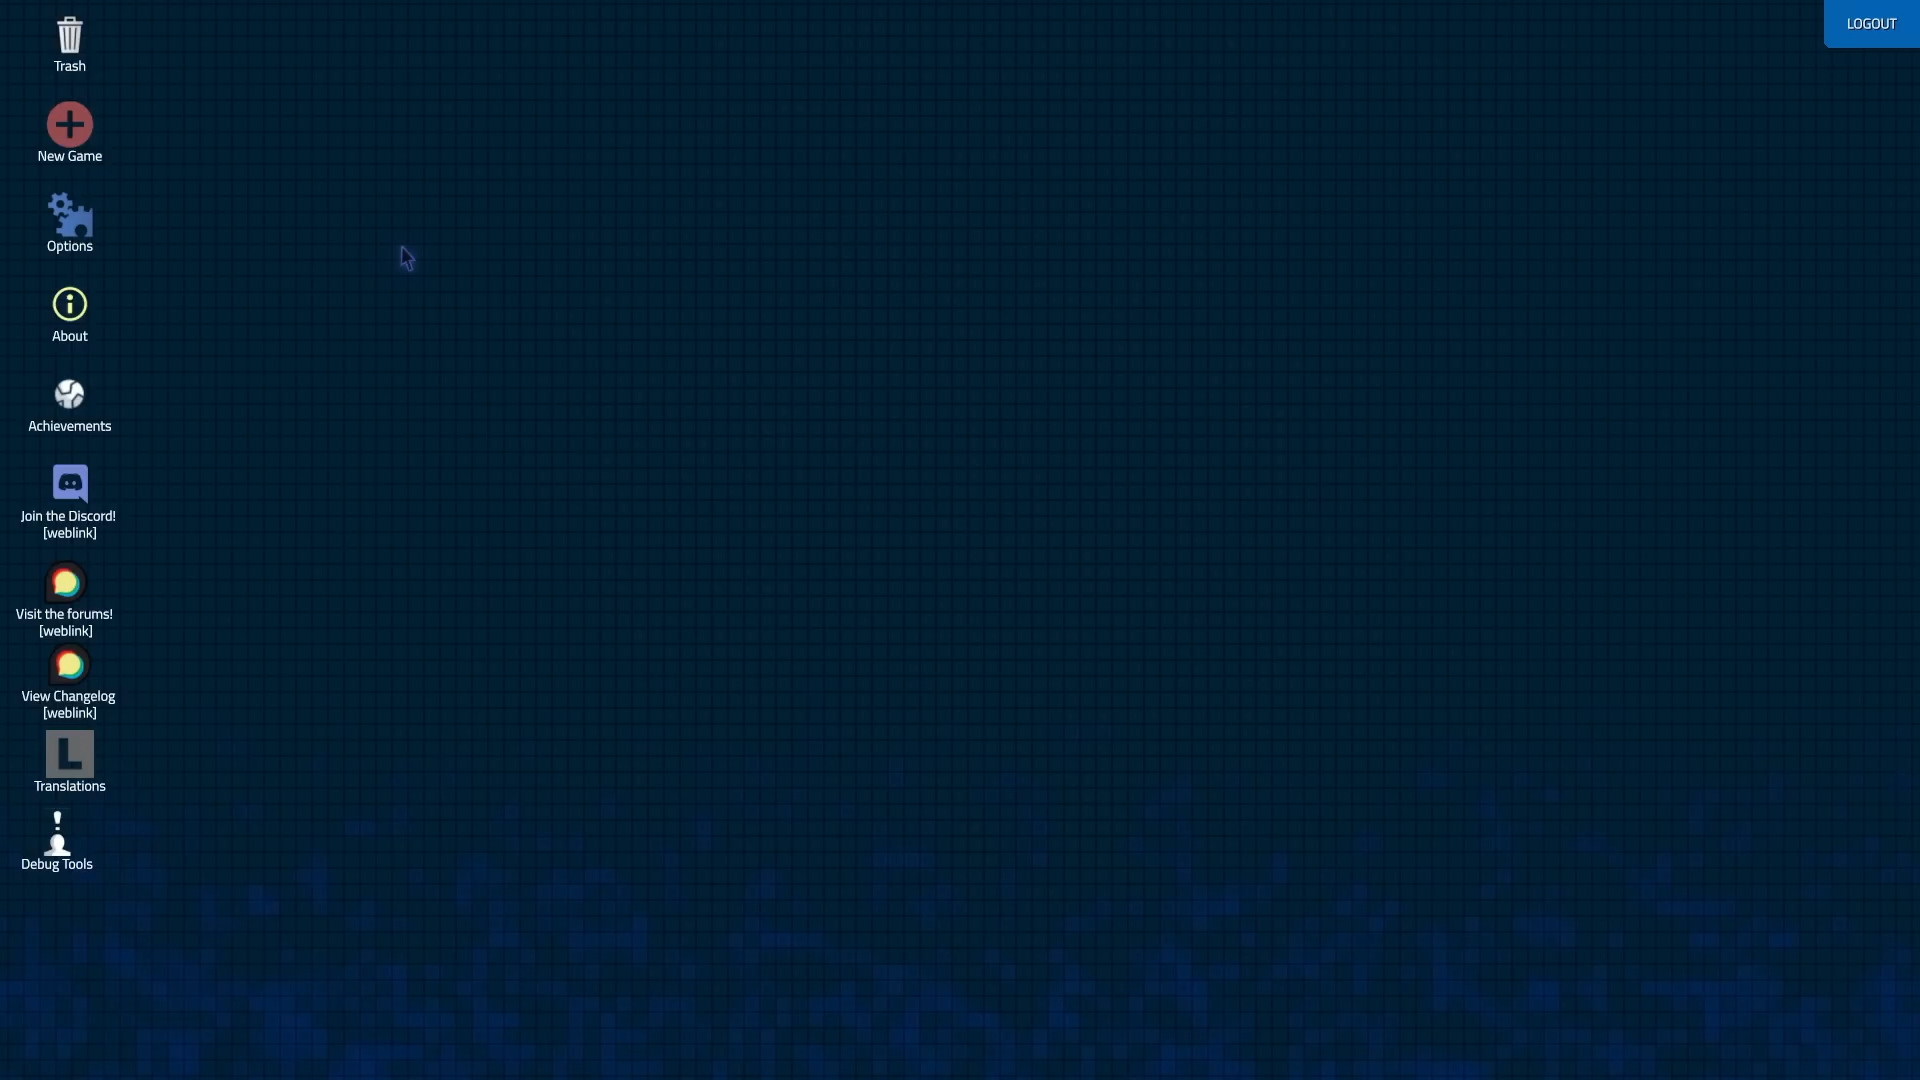 LOGOUT
Trash
New Game
Options
About
Achievements
Join the Discord!
[weblink]
Visit the forums!
[weblink]
View Changelog
[weblink]
L
Translations
Debug Tools